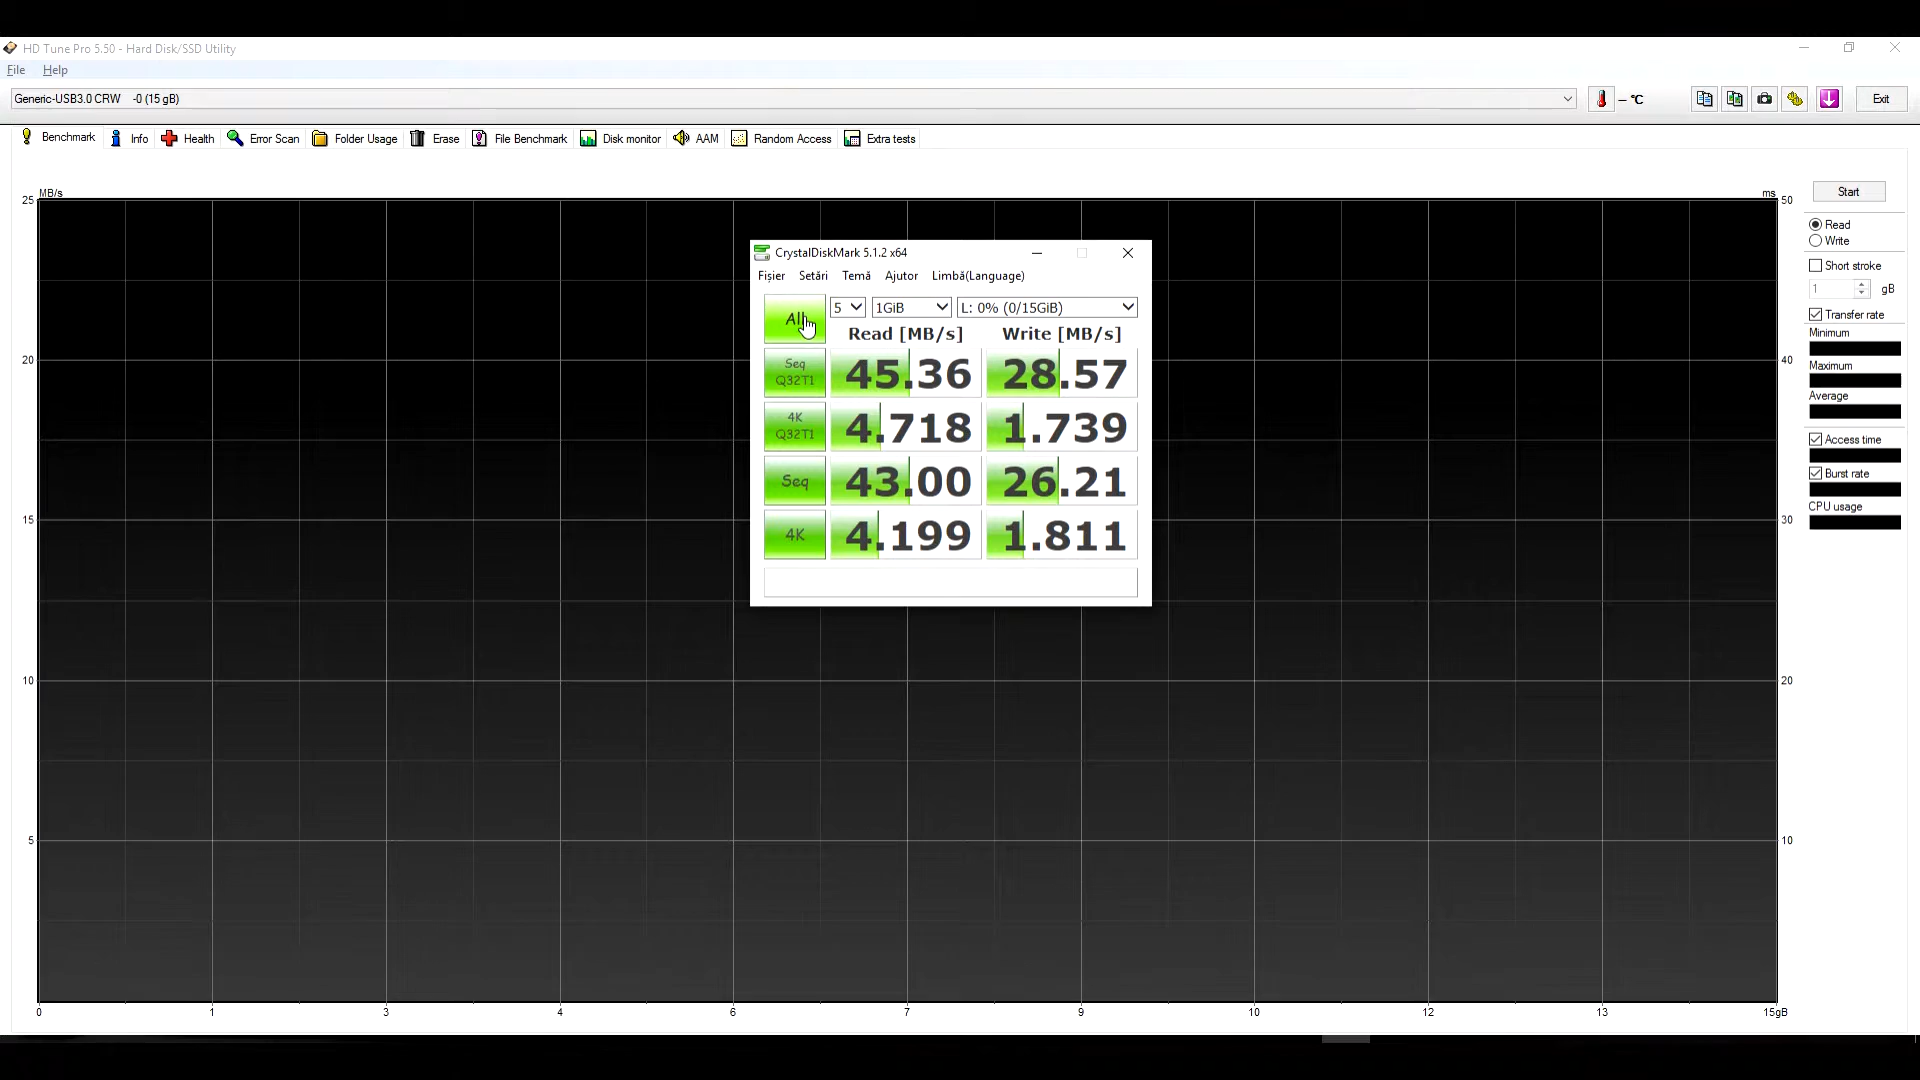 HD Tune Pro 5.50 - Hard Disk/SSD Utility
File Help
Generic-USB3.0 CRW -0 (15 gB)
– °C
Exit
Benchmark Info Health Error Scan Folder Usage Erase File Benchmark Disk monitor AAM Random Access Extra tests
MB/s
ms
25
20
15
10
5
50
40
30
20
10
0 1 3 4 6 7 9 10 12 13 15gB
CrystalDiskMark 5.1.2 x64
Fișier Setări Temă Ajutor Limbă(Language)
All 5 1GiB L: 0% (0/15GiB)
Read [MB/s] Write [MB/s]
Seq Q32T1 45.36 28.57
4K Q32T1 4.718 1.739
Seq 43.00 26.21
4K 4.199 1.811
Start
Read
Write
Short stroke
1 gB
Transfer rate
Minimum
Maximum
Average
Access time
Burst rate
CPU usage